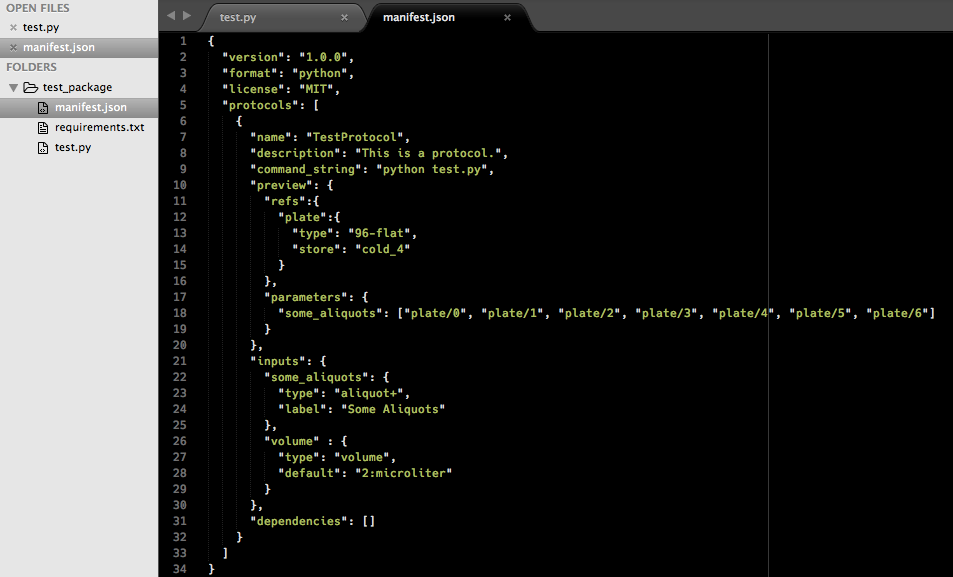 OPEN FILES
test.py
manifest.json
FOLDERS
test_package
manifest.json
requirements.txt
test.py
test.py
manifest.json
1 {
2   "version": "1.0.0",
3   "format": "python",
4   "license": "MIT",
5   "protocols": [
6     {
7       "name": "TestProtocol",
8       "description": "This is a protocol.",
9       "command_string": "python test.py",
10       "preview": {
11         "refs":{
12           "plate":{
13             "type": "96-flat",
14             "store": "cold_4"
15           }
16         },
17         "parameters": {
18           "some_aliquots": ["plate/0", "plate/1", "plate/2", "plate/3", "plate/4", "plate/5", "plate/6"]
19         }
20       },
21       "inputs": {
22         "some_aliquots": {
23           "type": "aliquot+",
24           "label": "Some Aliquots"
25         },
26         "volume" : {
27           "type": "volume",
28           "default": "2:microliter"
29         }
30       },
31       "dependencies": []
32     }
33   ]
34 }